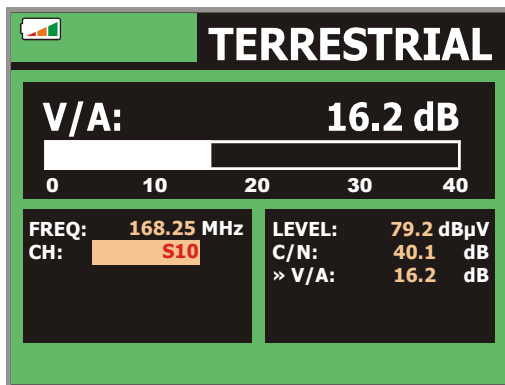 TERRESTRIAL
V/A: 16.2 dB
0 10 20 30 40
FREQ: 168.25 MHz
CH: S10
LEVEL: 79.2 dBµV
C/N: 40.1 dB
» V/A: 16.2 dB